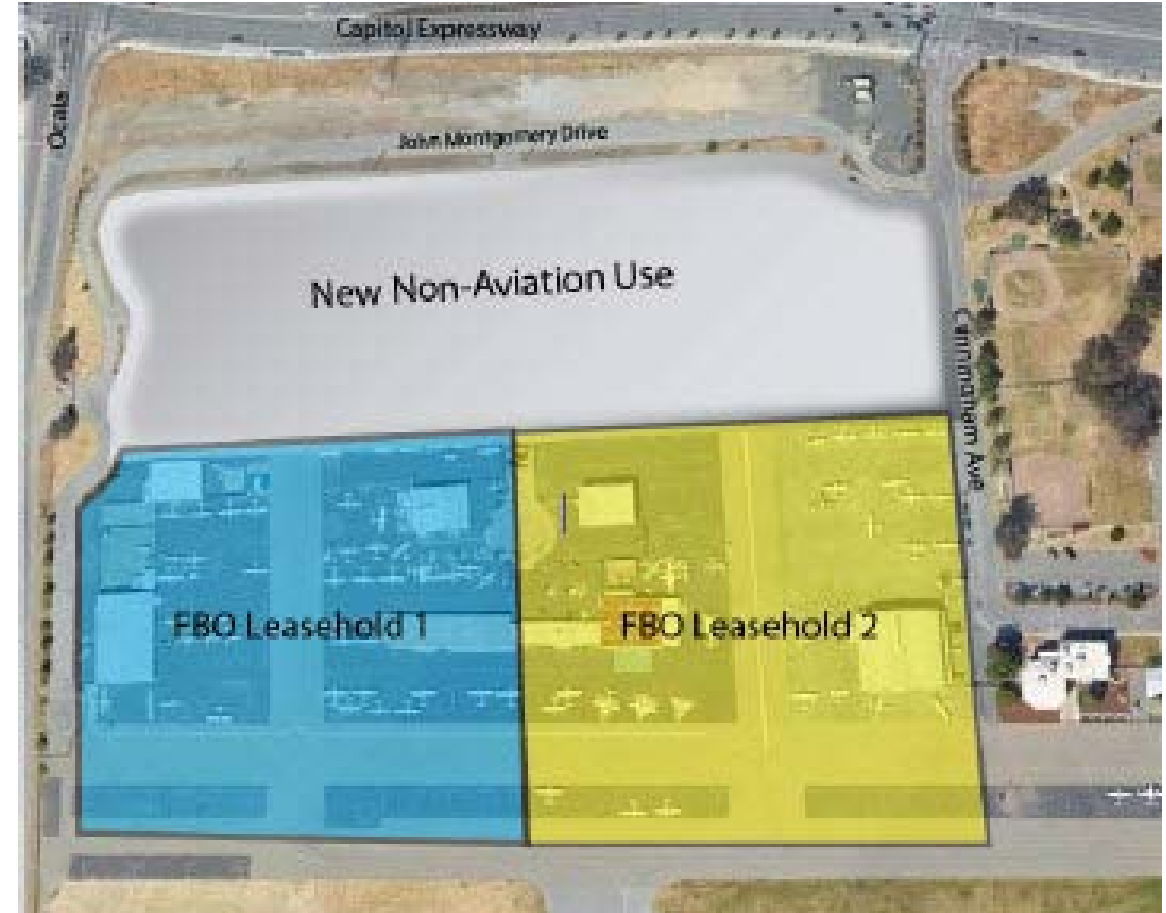 Capitol Expressway
Ocala
John Montgomery Drive
New Non-Aviation Use
Cunningham Ave
FBO Leasehold 1
FBO Leasehold 2